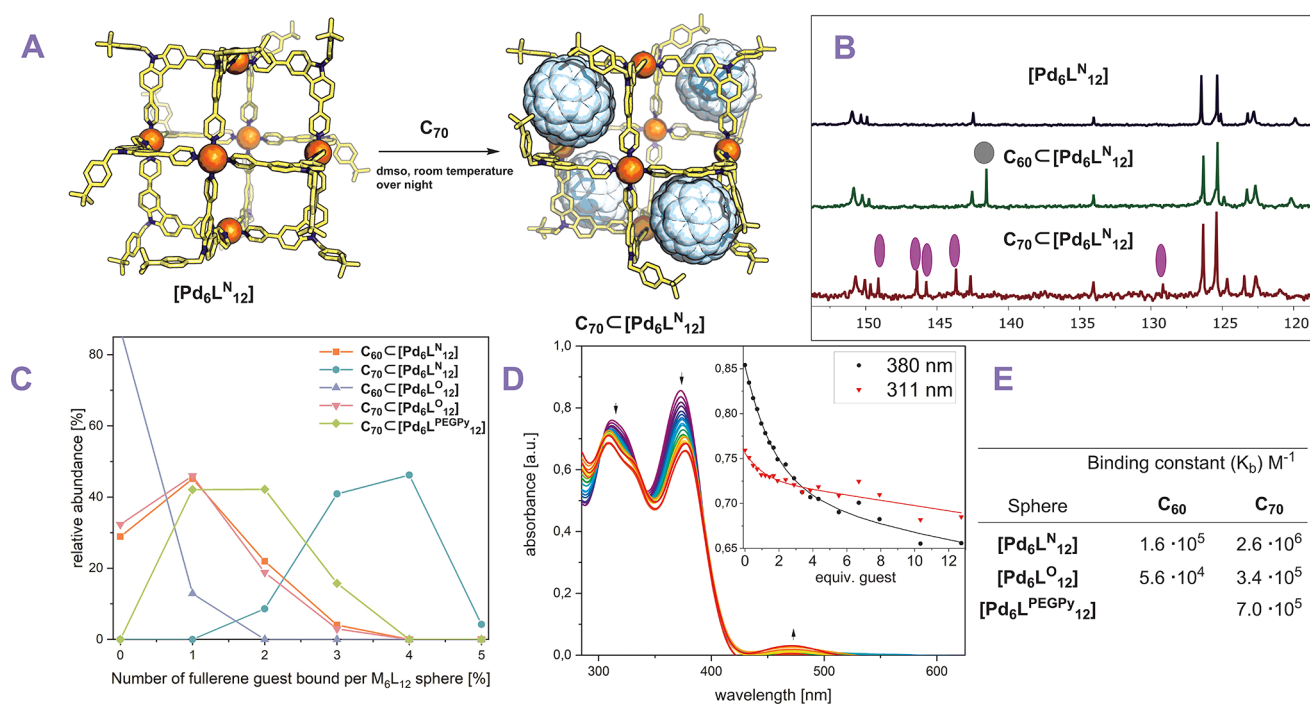 A
C₇₀
dmso, room temperature
over night
[Pd₆Lᴺ₁₂]
C₇₀⊂[Pd₆Lᴺ₁₂]
B
[Pd₆Lᴺ₁₂]
C₆₀⊂[Pd₆Lᴺ₁₂]
C₇₀⊂[Pd₆Lᴺ₁₂]
150 145 140 135 130 125 120
C
C₆₀⊂[Pd₆Lᴺ₁₂]
C₇₀⊂[Pd₆Lᴺ₁₂]
C₆₀⊂[Pd₆Lᴼ₁₂]
C₇₀⊂[Pd₆Lᴼ₁₂]
C₇₀⊂[Pd₆L^PEGPy₁₂]
relative abundance [%]
80
60
40
20
0
0 1 2 3 4 5
Number of fullerene guest bound per M₆L₁₂ sphere [%]
D
absorbance [a.u.]
1,0
0,8
0,6
0,4
0,2
0,0
300 400 500 600
wavelength [nm]
380 nm
311 nm
0,85
0,80
0,75
0,70
0,65
0 2 4 6 8 10 12
equiv. guest
E
Binding constant (K_b) M⁻¹
Sphere C₆₀ C₇₀
[Pd₆Lᴺ₁₂] 1.6 ·10⁵ 2.6 ·10⁶
[Pd₆Lᴼ₁₂] 5.6 ·10⁴ 3.4 ·10⁵
[Pd₆L^PEGPy₁₂] 7.0 ·10⁵